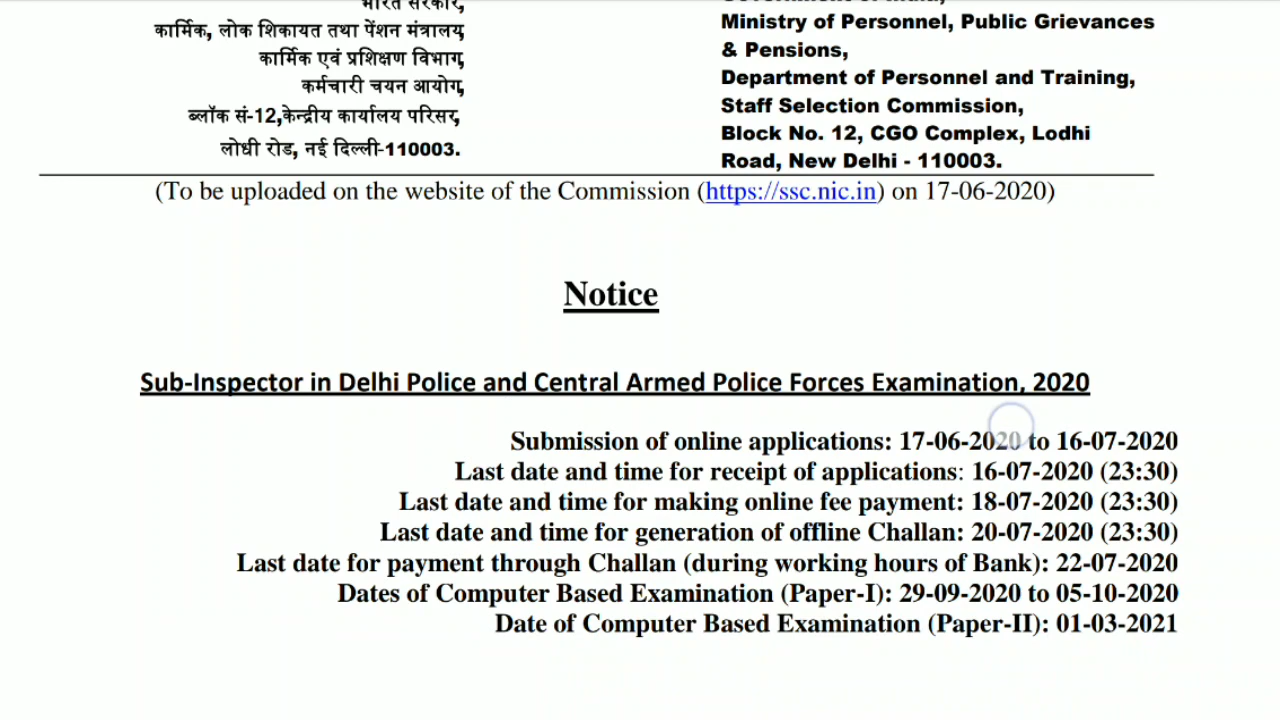 भारत सरकार,
कार्मिक, लोक शिकायत तथा पेंशन मंत्रालय,
कार्मिक एवं प्रशिक्षण विभाग,
कर्मचारी चयन आयोग,
ब्लॉक सं-12,केन्द्रीय कार्यालय परिसर,
लोधी रोड, नई दिल्ली-110003.
Government of India,
Ministry of Personnel, Public Grievances
& Pensions,
Department of Personnel and Training,
Staff Selection Commission,
Block No. 12, CGO Complex, Lodhi
Road, New Delhi - 110003.
(To be uploaded on the website of the Commission (https://ssc.nic.in) on 17-06-2020)
Notice
Sub-Inspector in Delhi Police and Central Armed Police Forces Examination, 2020
Submission of online applications: 17-06-2020 to 16-07-2020
Last date and time for receipt of applications: 16-07-2020 (23:30)
Last date and time for making online fee payment: 18-07-2020 (23:30)
Last date and time for generation of offline Challan: 20-07-2020 (23:30)
Last date for payment through Challan (during working hours of Bank): 22-07-2020
Dates of Computer Based Examination (Paper-I): 29-09-2020 to 05-10-2020
Date of Computer Based Examination (Paper-II): 01-03-2021